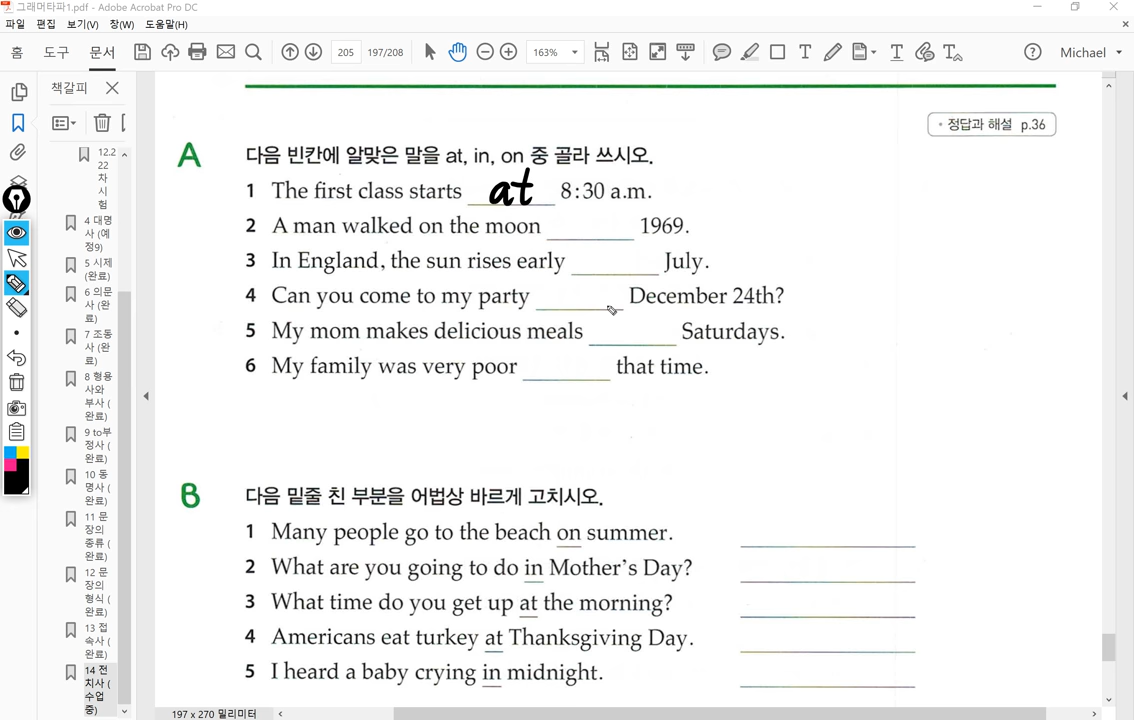 그래머타파1.pdf - Adobe Acrobat Pro DC
파일 편집 보기(V) 창(W) 도움말(H)
홈 도구 문서 205 197/208 163% Michael
책갈피
12.2
22
차
시
험
4 대명
사 (예
정9)
5 시제
(완료)
6 의문
사 (완
료)
7 조동
사 (완
료)
8 형용
사와
부사 (
완료)
9 to부
정사 (
완료)
10 동
명사 (
완료)
11 문
장의
종류 (
완료)
12 문
장의
형식 (
완료)
13 접
속사 (
완료)
14 전
치사 (
수업
중)
• 정답과 해설 p.36
A 다음 빈칸에 알맞은 말을 at, in, on 중 골라 쓰시오.
1 The first class starts at 8:30 a.m.
2 A man walked on the moon ________ 1969.
3 In England, the sun rises early ________ July.
4 Can you come to my party ________ December 24th?
5 My mom makes delicious meals ________ Saturdays.
6 My family was very poor ________ that time.
B 다음 밑줄 친 부분을 어법상 바르게 고치시오.
1 Many people go to the beach on summer.
2 What are you going to do in Mother's Day?
3 What time do you get up at the morning?
4 Americans eat turkey at Thanksgiving Day.
5 I heard a baby crying in midnight.
197 x 270 밀리미터